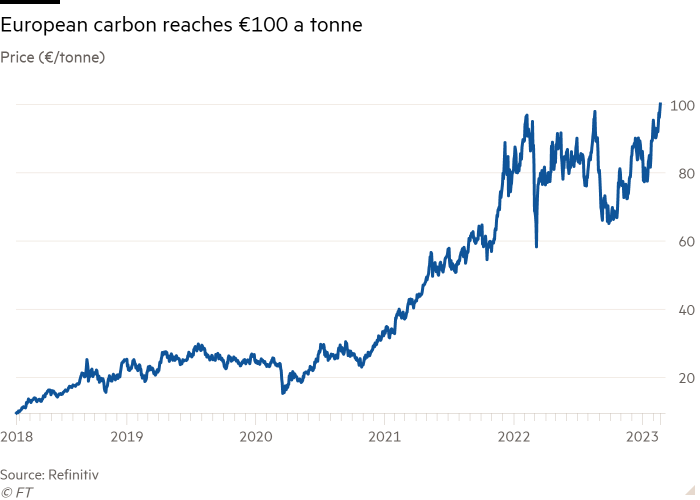 European carbon reaches €100 a tonne
Price (€/tonne)
100
80
60
40
20
2018 2019 2020 2021 2022 2023
Source: Refinitiv
© FT